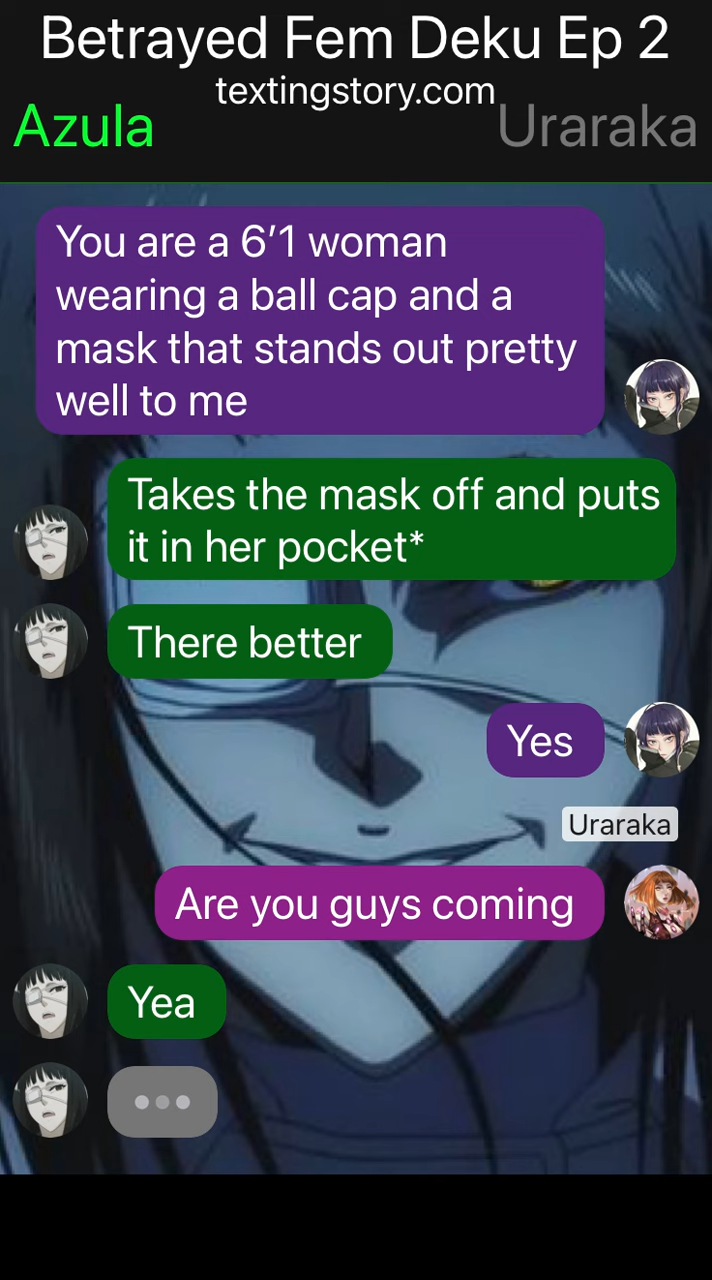 Betrayed Fem Deku Ep 2
textingstory.com
Azula
Uraraka
You are a 6’1 woman
wearing a ball cap and a
mask that stands out pretty
well to me
Takes the mask off and puts
it in her pocket*
There better
Yes
Uraraka
Are you guys coming
Yea